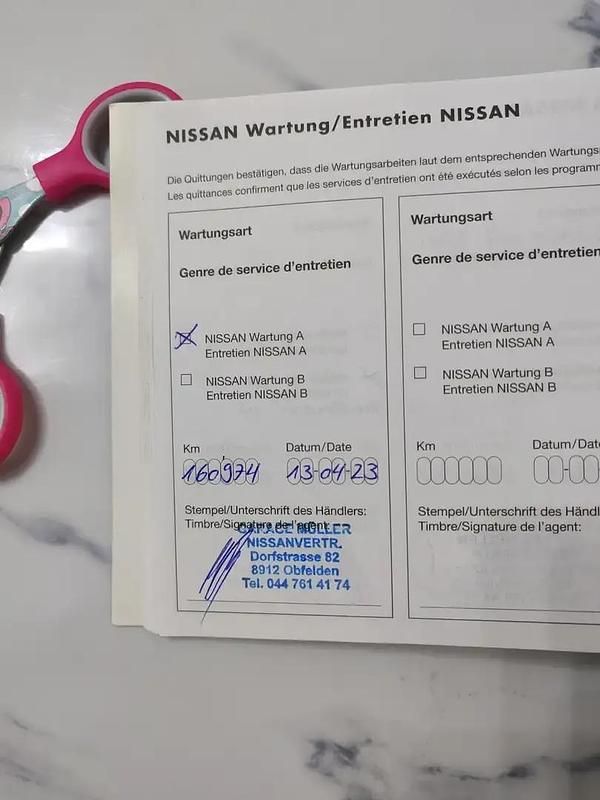 NISSAN Wartung/Entretien NISSAN
Die Quittungen bestätigen, dass die Wartungsarbeiten laut dem entsprechenden Wartungs
Les quittances confirment que les services d'entretien ont été exécutés selon les programm
Wartungsart
Genre de service d'entretien
NISSAN Wartung A
Entretien NISSAN A
NISSAN Wartung B
Entretien NISSAN B
Km Datum/Date
160'974 13-04-23
Stempel/Unterschrift des Händlers:
Timbre/Signature de l'agent:
GARAGE MÜLLER
NISSANVERTR.
Dorfstrasse 82
8912 Obfelden
Tel. 044 761 41 74
Wartungsart
Genre de service d'entretien
NISSAN Wartung A
Entretien NISSAN A
NISSAN Wartung B
Entretien NISSAN B
Km Datum/Date
Stempel/Unterschrift des Händl
Timbre/Signature de l'agent: